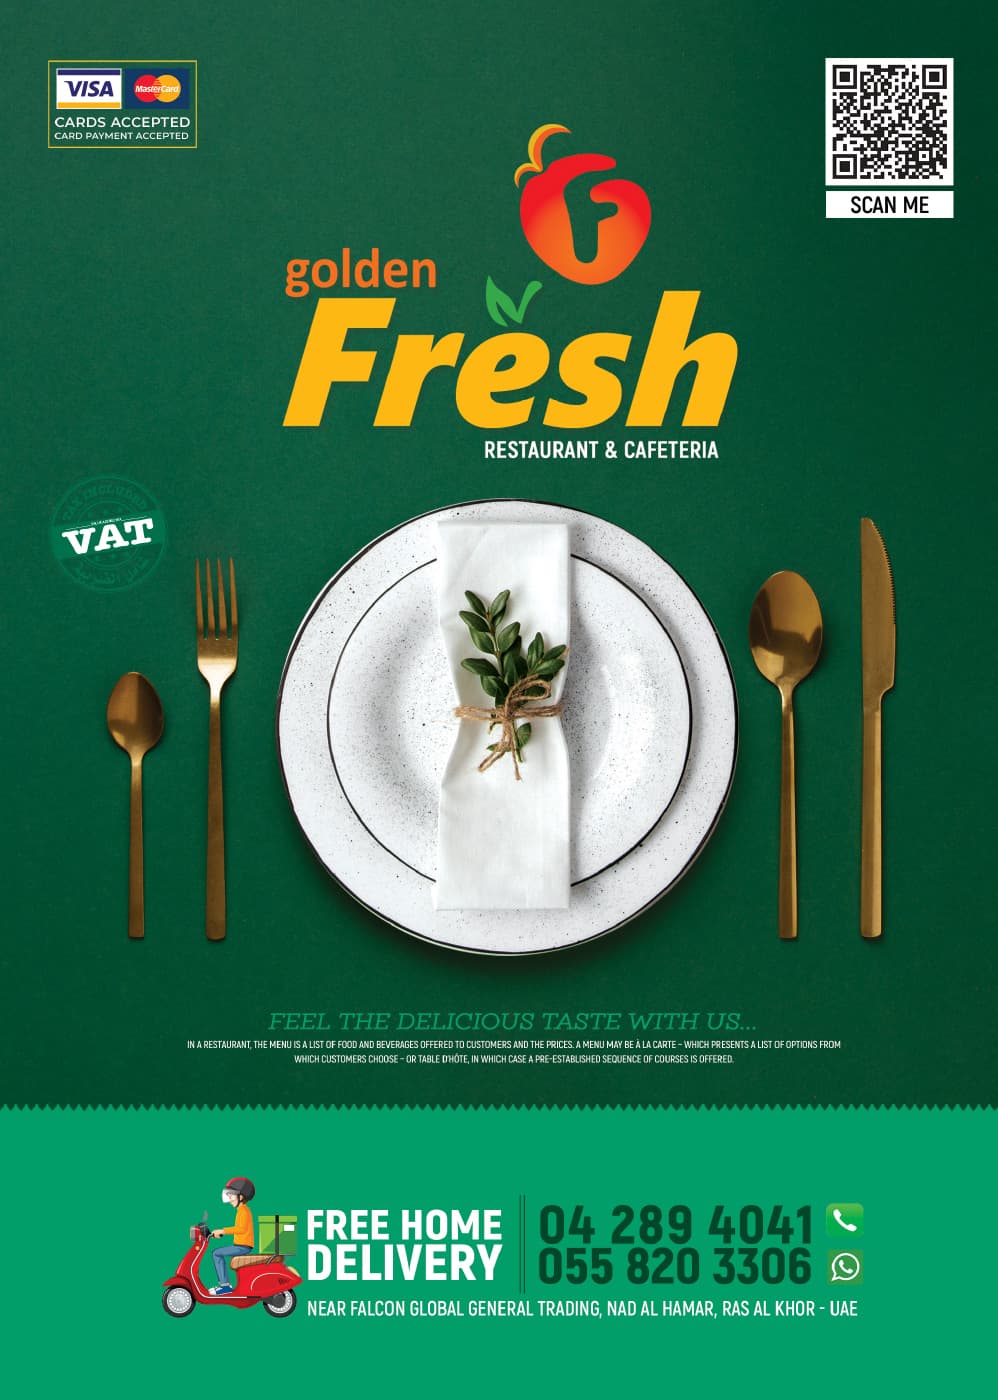 VISA
MasterCard
CARDS ACCEPTED
CARD PAYMENT ACCEPTED
SCAN ME
golden
Fresh
RESTAURANT & CAFETERIA
TAX INCLUDED
VAT
FEEL THE DELICIOUS TASTE WITH US...
IN A RESTAURANT, THE MENU IS A LIST OF FOOD AND BEVERAGES OFFERED TO CUSTOMERS AND THE PRICES. A MENU MAY BE À LA CARTE – WHICH PRESENTS A LIST OF OPTIONS FROM
WHICH CUSTOMERS CHOOSE – OR TABLE D'HÔTE, IN WHICH CASE A PRE-ESTABLISHED SEQUENCE OF COURSES IS OFFERED.
FREE HOME
DELIVERY
04 289 4041
055 820 3306
NEAR FALCON GLOBAL GENERAL TRADING, NAD AL HAMAR, RAS AL KHOR - UAE